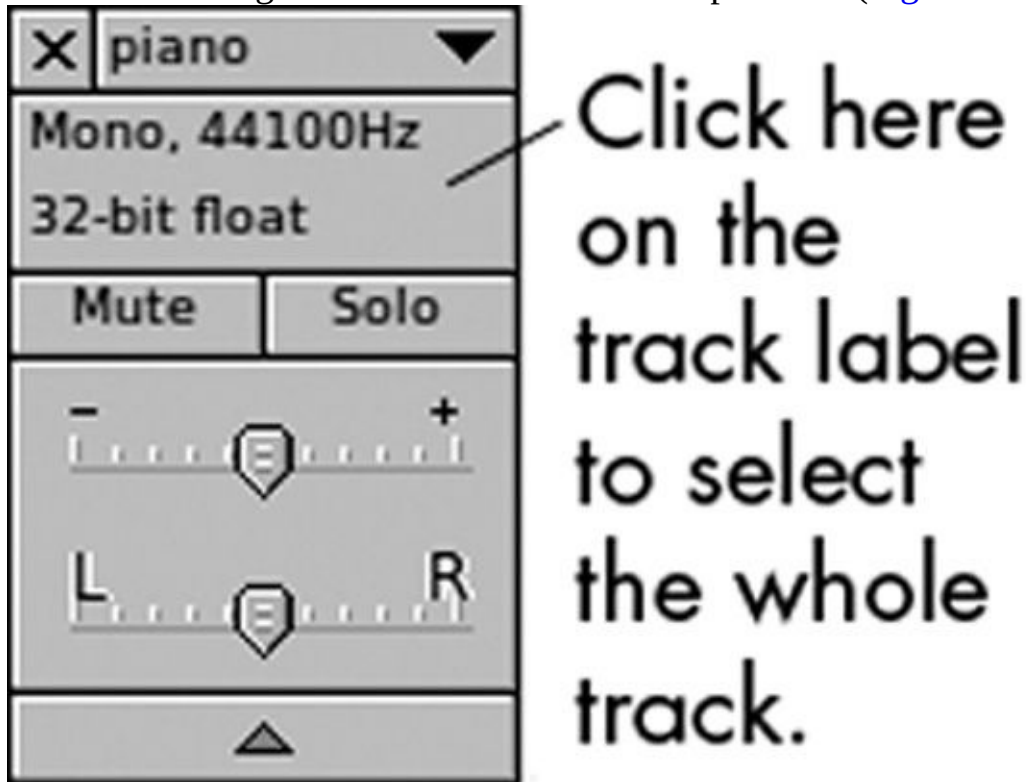 X piano
Mono, 44100Hz
32-bit float
Mute Solo
- +
L R
Click here
on the
track label
to select
the whole
track.